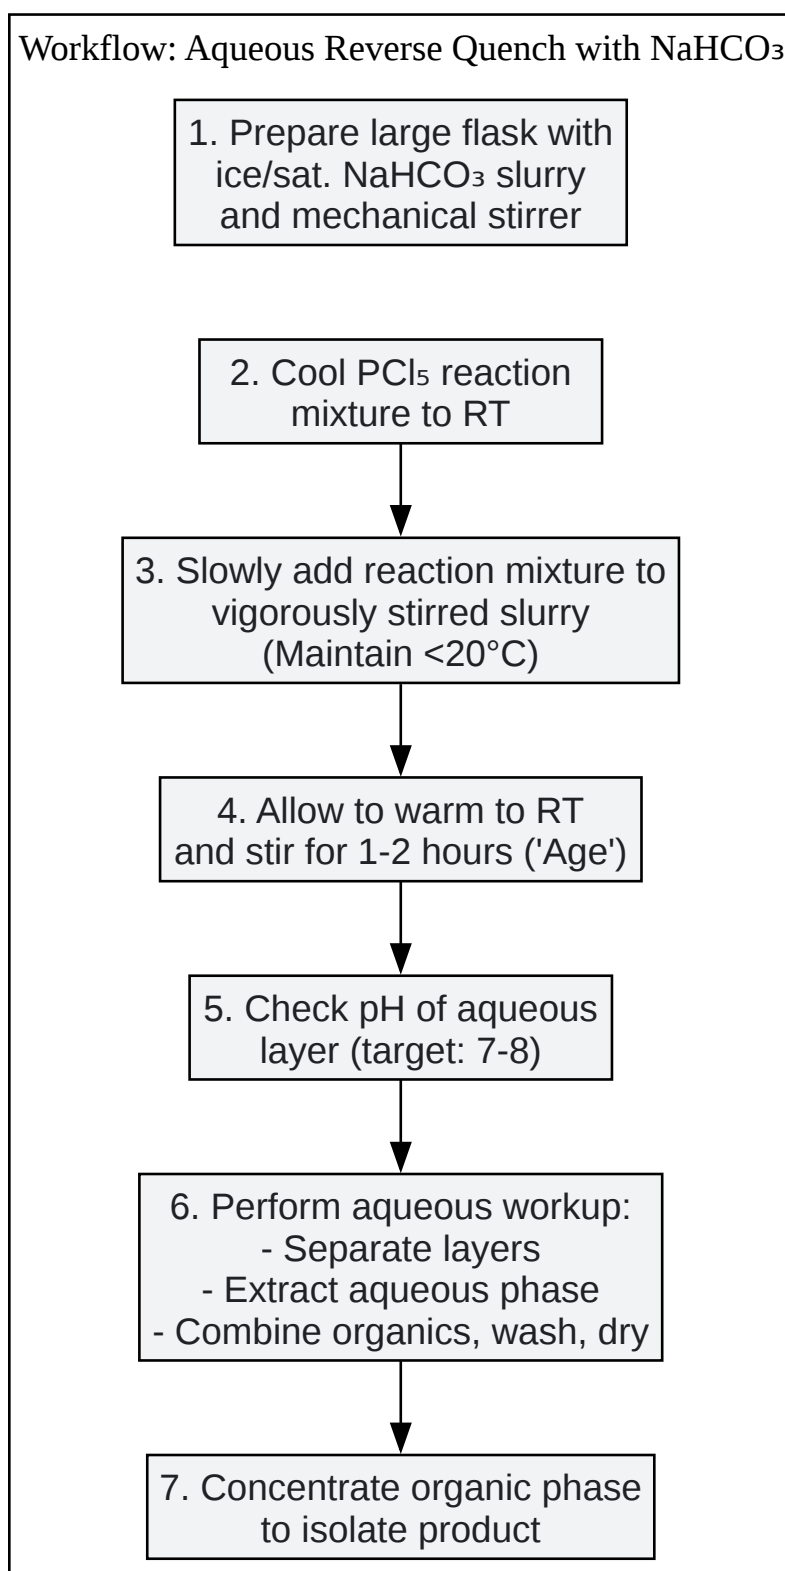 Workflow: Aqueous Reverse Quench with NaHCO₃
1. Prepare large flask with
ice/sat. NaHCO₃ slurry
and mechanical stirrer
2. Cool PCl₅ reaction
mixture to RT
3. Slowly add reaction mixture to
vigorously stirred slurry
(Maintain <20°C)
4. Allow to warm to RT
and stir for 1-2 hours ('Age')
5. Check pH of aqueous
layer (target: 7-8)
6. Perform aqueous workup:
- Separate layers
- Extract aqueous phase
- Combine organics, wash, dry
7. Concentrate organic phase
to isolate product